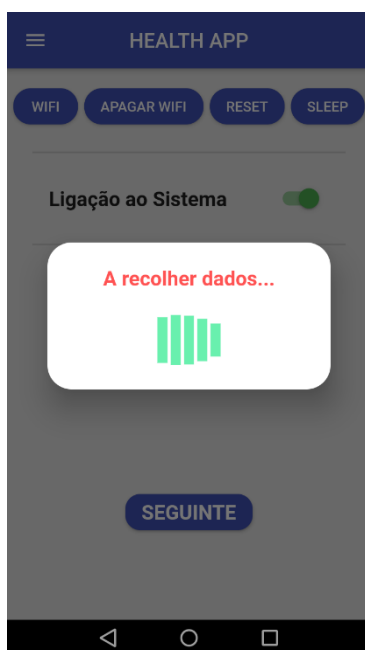 HEALTH APP
WIFI APAGAR WIFI RESET SLEEP
Ligação ao Sistema
A recolher dados...
SEGUINTE